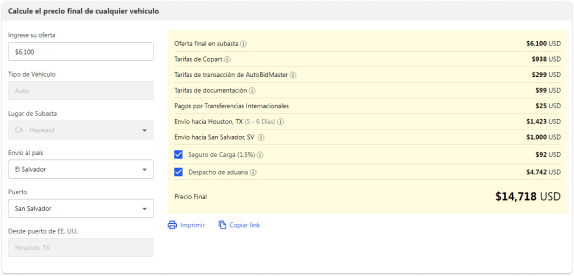 Calcule el precio final de cualquier vehículo
Ingrese su oferta
$6,100
Tipo de Vehículo
Auto
Lugar de Subasta
CA - Hayward
Envío al país
El Salvador
Puerto
San Salvador
Desde puerto de EE. UU.
Houston, TX
Oferta final en subasta $6,100 USD
Tarifas de Copart $938 USD
Tarifas de transacción de AutoBidMaster $299 USD
Tarifas de documentación $99 USD
Pagos por Transferencias Internacionales $25 USD
Envío hacia Houston, TX (5 - 6 Días) $1,423 USD
Envío hacia San Salvador, SV $1,000 USD
Seguro de Carga (1.5%) $92 USD
Despacho de aduana $4,742 USD
Precio Final $14,718 USD
Imprimir Copiar link